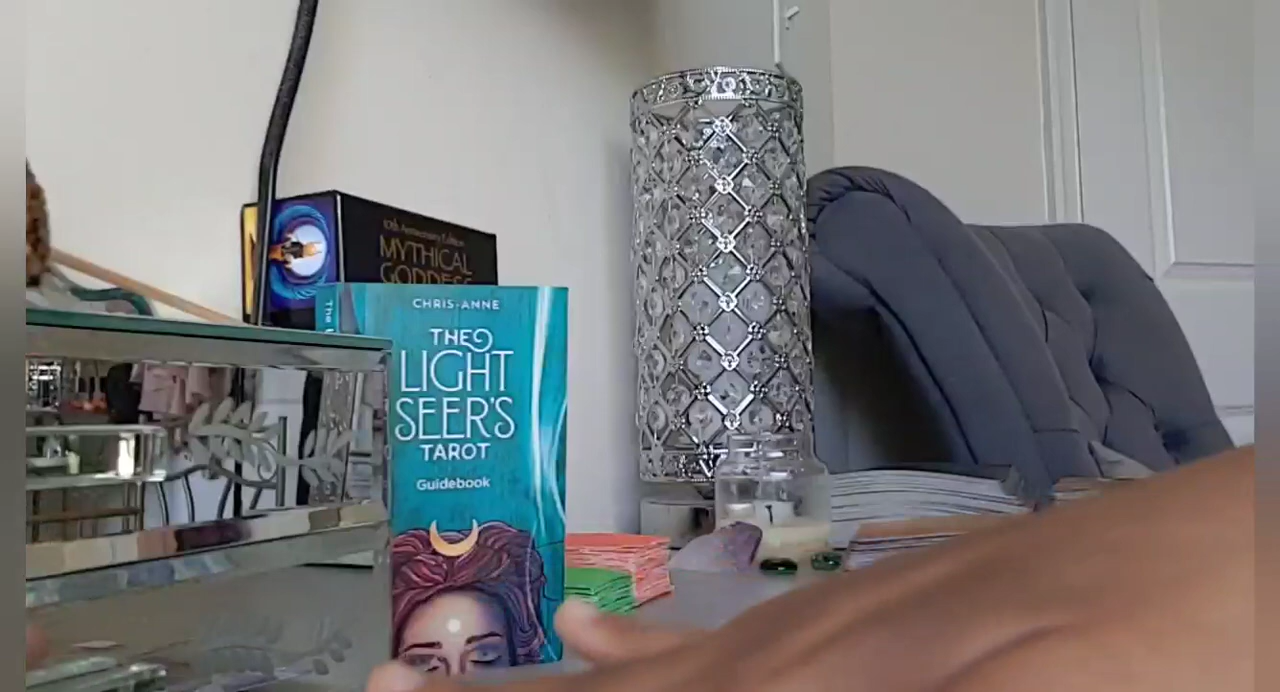 10th Anniversary Edition
MYTHICAL
GODDESS
CHRIS-ANNE
THE
LIGHT
SEER'S
TAROT
Guidebook